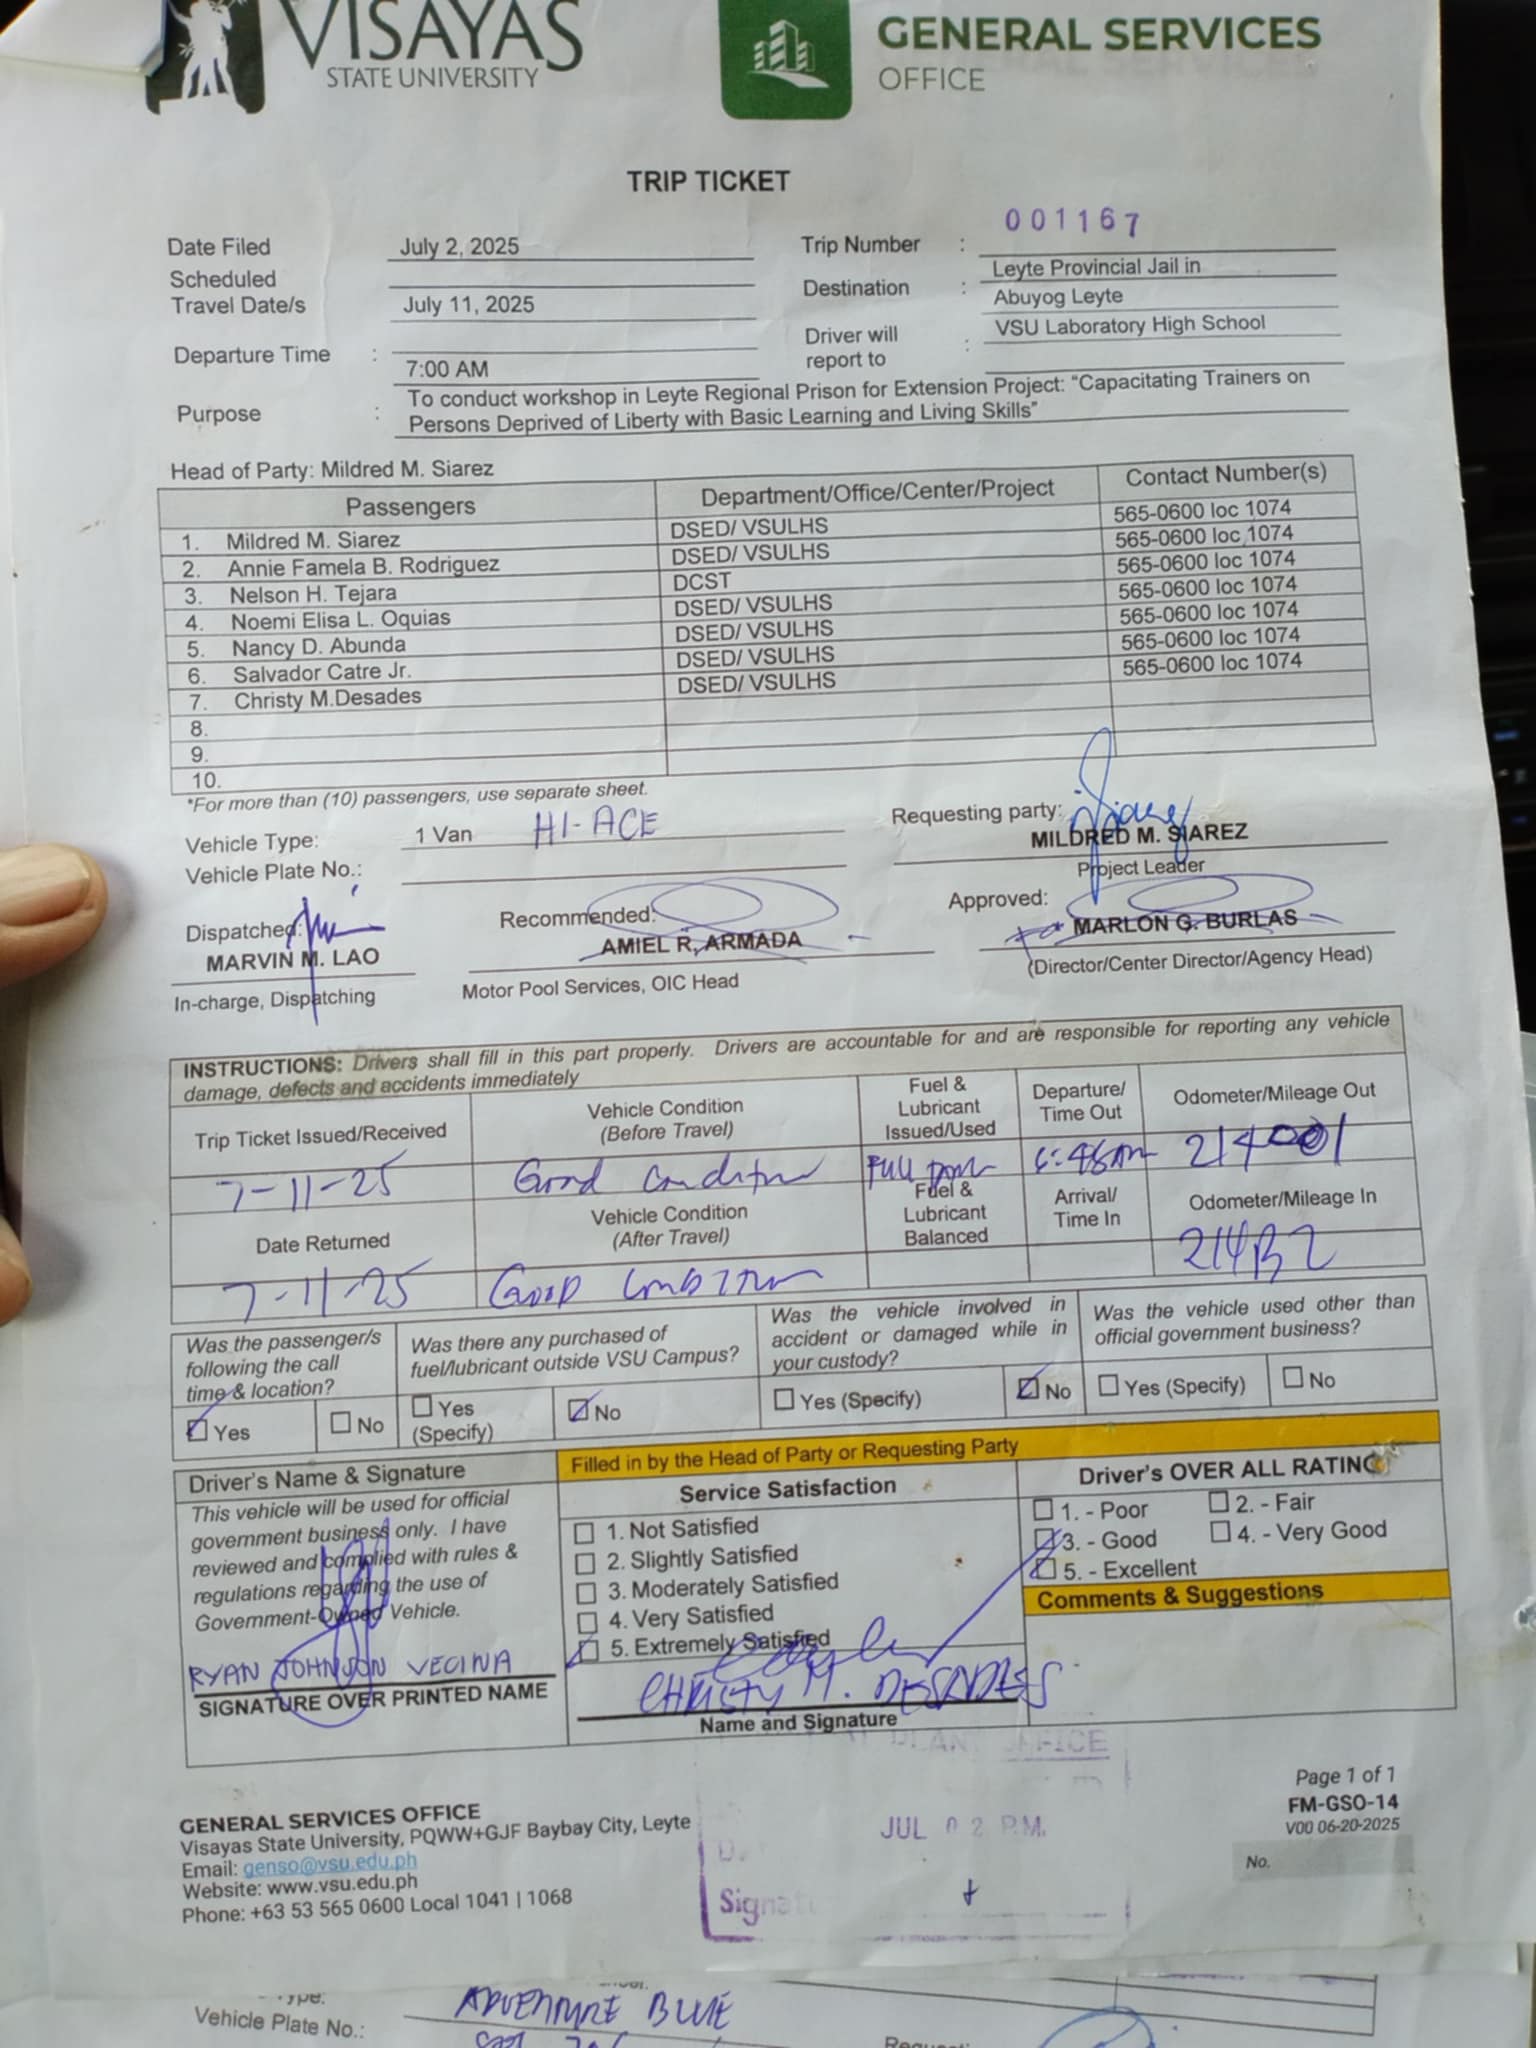 VISAYAS
STATE UNIVERSITY
GENERAL SERVICES
OFFICE
TRIP TICKET
Date Filed July 2, 2025
Trip Number : 001167
Scheduled
Travel Date/s July 11, 2025
Destination : Leyte Provincial Jail in
Abuyog Leyte
Departure Time : 7:00 AM
Driver will
report to : VSU Laboratory High School
Purpose : To conduct workshop in Leyte Regional Prison for Extension Project: “Capacitating Trainers on
Persons Deprived of Liberty with Basic Learning and Living Skills”
Head of Party: Mildred M. Siarez
Passengers Department/Office/Center/Project Contact Number(s)
1. Mildred M. Siarez DSED/ VSULHS 565-0600 loc 1074
2. Annie Famela B. Rodriguez DSED/ VSULHS 565-0600 loc 1074
3. Nelson H. Tejara DCST 565-0600 loc 1074
4. Noemi Elisa L. Oquias DSED/ VSULHS 565-0600 loc 1074
5. Nancy D. Abunda DSED/ VSULHS 565-0600 loc 1074
6. Salvador Catre Jr. DSED/ VSULHS 565-0600 loc 1074
7. Christy M.Desades DSED/ VSULHS 565-0600 loc 1074
8.
9.
10.
*For more than (10) passengers, use separate sheet.
Vehicle Type: 1 Van HI-ACE
Vehicle Plate No.:
Requesting party:
MILDRED M. SIAREZ
Project Leader
Dispatched:
MARVIN M. LAO
In-charge, Dispatching
Recommended:
AMIEL R. ARMADA
Motor Pool Services, OIC Head
Approved:
MARLON G. BURLAS
(Director/Center Director/Agency Head)
INSTRUCTIONS: Drivers shall fill in this part properly. Drivers are accountable for and are responsible for reporting any vehicle
damage, defects and accidents immediately
Trip Ticket Issued/Received
Vehicle Condition
(Before Travel)
Fuel &
Lubricant
Issued/Used
Departure/
Time Out
Odometer/Mileage Out
7-11-25 Good condition Full
Date Returned
Vehicle Condition
(After Travel)
Fuel &
Lubricant
Balanced
Arrival/
Time In
Odometer/Mileage In
7-11-25 Good condition
Was the passenger/s
following the call
time & location?
Was there any purchased of
fuel/lubricant outside VSU Campus?
Was the vehicle involved in
accident or damaged while in
your custody?
Was the vehicle used other than
official government business?
Yes No Yes
(Specify) No Yes (Specify) No Yes (Specify) No
Driver's Name & Signature
This vehicle will be used for official
government business only. I have
reviewed and complied with rules &
regulations regarding the use of
Government-Owned Vehicle.
RYAN JOHNSON VECINA
SIGNATURE OVER PRINTED NAME
Filled in by the Head of Party or Requesting Party
Service Satisfaction
1. Not Satisfied
2. Slightly Satisfied
3. Moderately Satisfied
4. Very Satisfied
5. Extremely Satisfied
CHRISTY M. DESADES
Name and Signature
Driver's OVER ALL RATING
1. - Poor 2. - Fair
3. - Good 4. - Very Good
5. - Excellent
Comments & Suggestions
OFFICE
JUL 02 P.M.
GENERAL SERVICES OFFICE
Visayas State University, PQWW+GJF Baybay City, Leyte
Email: genso@vsu.edu.ph
Website: www.vsu.edu.ph
Phone: +63 53 565 0600 Local 1041 | 1068
Page 1 of 1
FM-GSO-14
V00 06-20-2025
No.
ADVENTURE BLUE
Vehicle Plate No.: